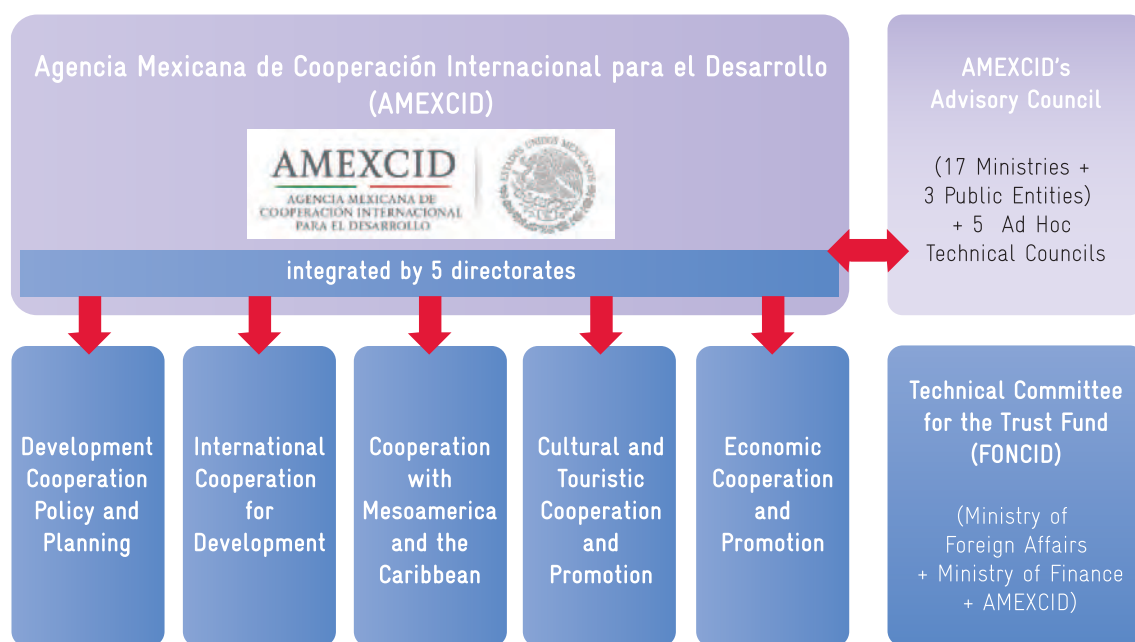 Agencia Mexicana de Cooperación Internacional para el Desarrollo
(AMEXCID)
AMEXCID
AGENCIA MEXICANA DE
COOPERACIÓN INTERNACIONAL
PARA EL DESARROLLO
ESTADOS UNIDOS MEXICANOS
integrated by 5 directorates
AMEXCID's
Advisory Council
(17 Ministries +
3 Public Entities)
+ 5 Ad Hoc
Technical Councils
Development
Cooperation
Policy and
Planning
International
Cooperation
for
Development
Cooperation
with
Mesoamerica
and the
Caribbean
Cultural and
Touristic
Cooperation
and
Promotion
Economic
Cooperation
and
Promotion
Technical Committee
for the Trust Fund
(FONCID)
(Ministry of
Foreign Affairs
+ Ministry of Finance
+ AMEXCID)